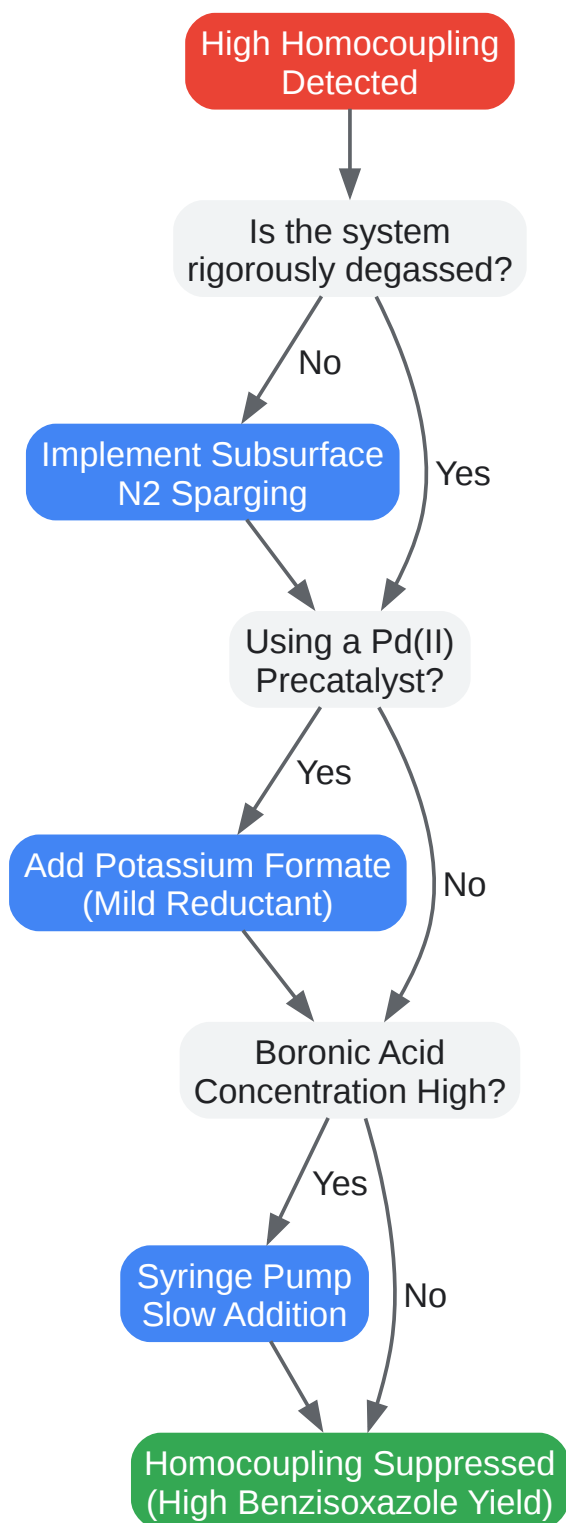 High Homocoupling
Detected
Is the system
rigorously degassed?
No
Yes
Implement Subsurface
N2 Sparging
Using a Pd(II)
Precatalyst?
Yes
No
Add Potassium Formate
(Mild Reductant)
Boronic Acid
Concentration High?
Yes
No
Syringe Pump
Slow Addition
Homocoupling Suppressed
(High Benzisoxazole Yield)